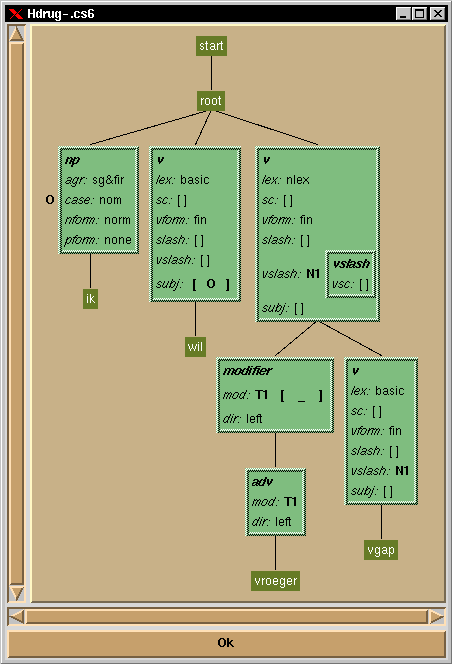 Hdrug-.cs6
start
root
np
agr: sg&fir
O
case: nom
nform: norm
pform: none
v
lex: basic
sc: [ ]
vform: fin
slash: [ ]
vslash: [ ]
subj: [ O ]
v
lex: nlex
sc: [ ]
vform: fin
slash: [ ]
vslash: N1
vslash
vsc: [ ]
subj: [ ]
ik
wil
modifier
mod: T1 [ _ ]
dir: left
v
lex: basic
sc: [ ]
vform: fin
slash: [ ]
vslash: N1
subj: [ ]
adv
mod: T1
dir: left
vgap
vroeger
Ok